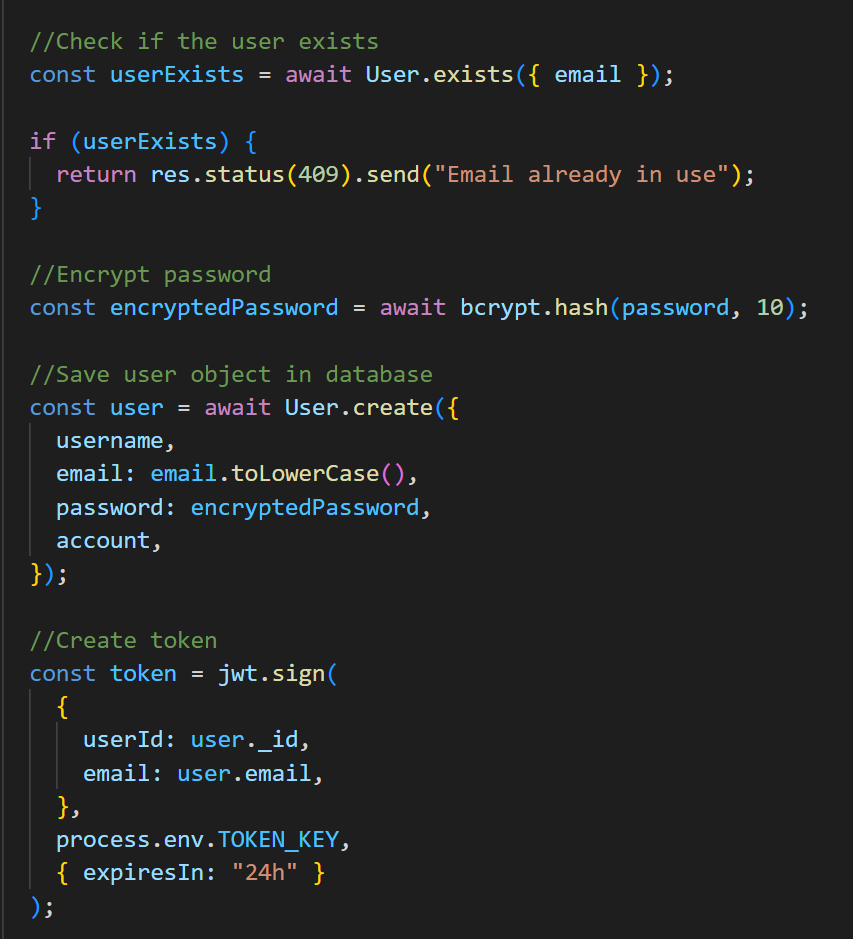 //Check if the user exists
const userExists = await User.exists({ email });
if (userExists) {
return res.status(409).send("Email already in use");
}
//Encrypt password
const encryptedPassword = await bcrypt.hash(password, 10);
//Save user object in database
const user = await User.create({
username,
email: email.toLowerCase(),
password: encryptedPassword,
account,
});
//Create token
const token = jwt.sign(
{
userId: user._id,
email: user.email,
},
process.env.TOKEN_KEY,
{ expiresIn: "24h" }
);